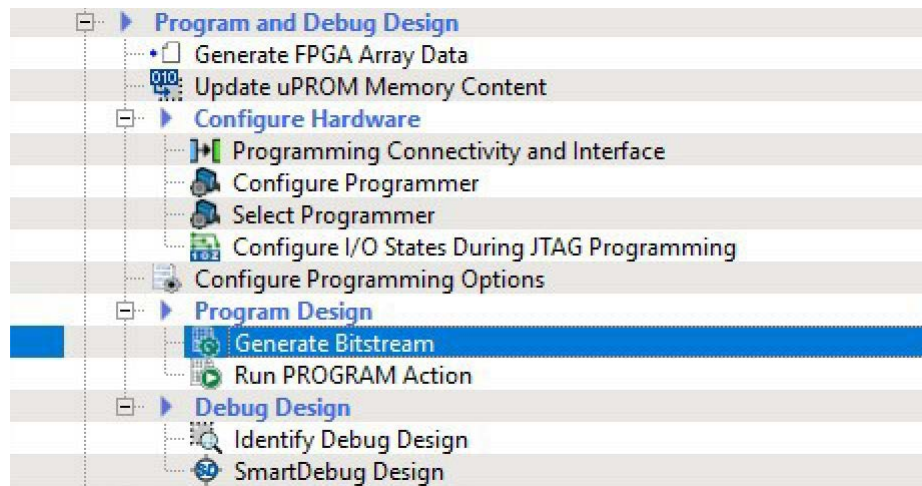 Program and Debug Design
Generate FPGA Array Data
Update uPROM Memory Content
Configure Hardware
Programming Connectivity and Interface
Configure Programmer
Select Programmer
Configure I/O States During JTAG Programming
Configure Programming Options
Program Design
Generate Bitstream
Run PROGRAM Action
Debug Design
Identify Debug Design
SmartDebug Design